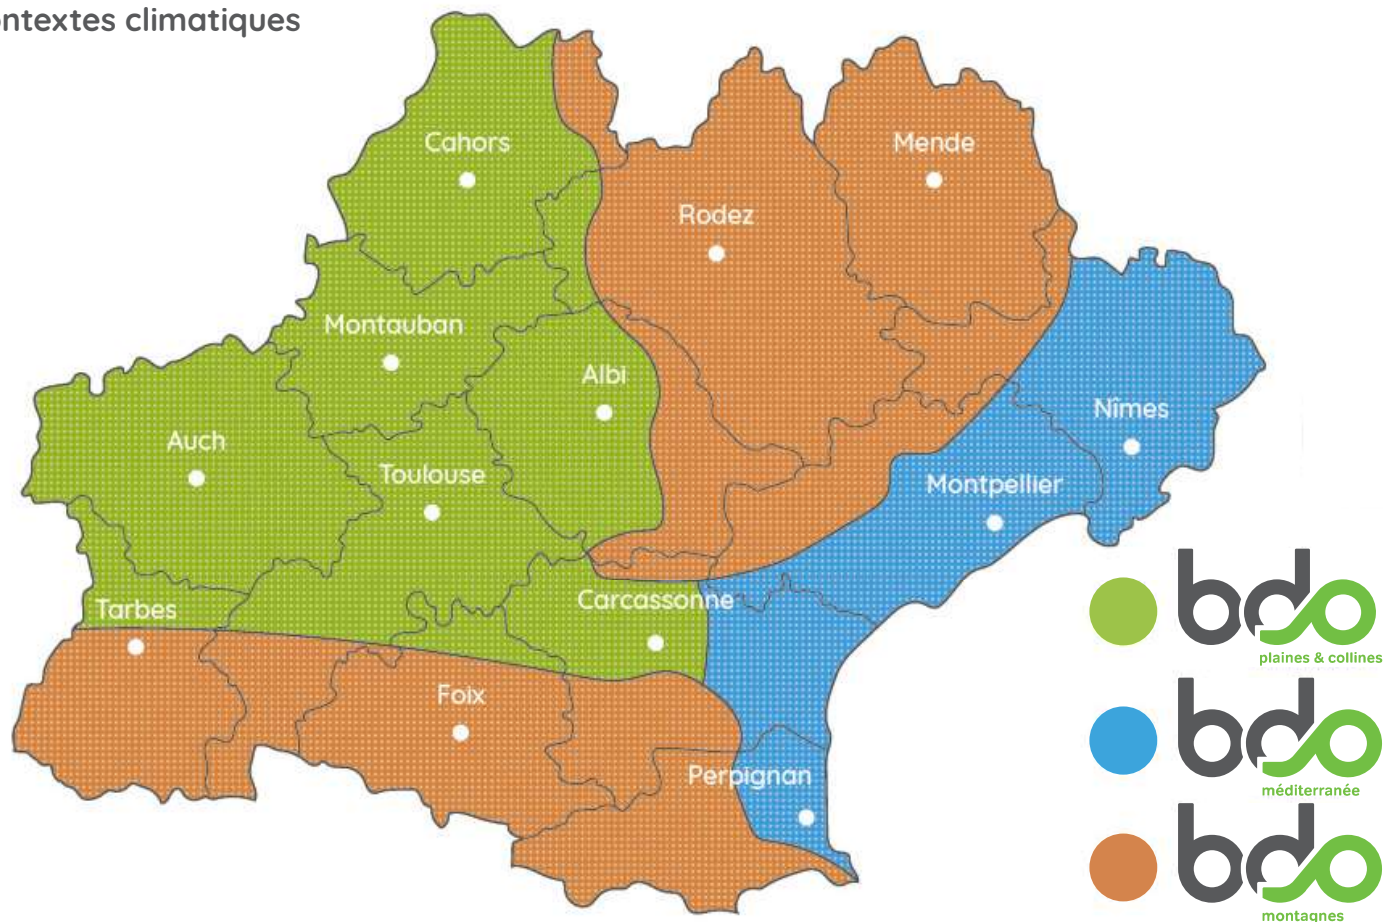 ontextes climatiques
Cahors
Mende
Rodez
Montauban
Albi
Nîmes
Auch
Toulouse
Montpellier
Tarbes
Carcassonne
Foix
Perpignan
bdo
plaines & collines
bdo
méditerranée
bdo
montagnes